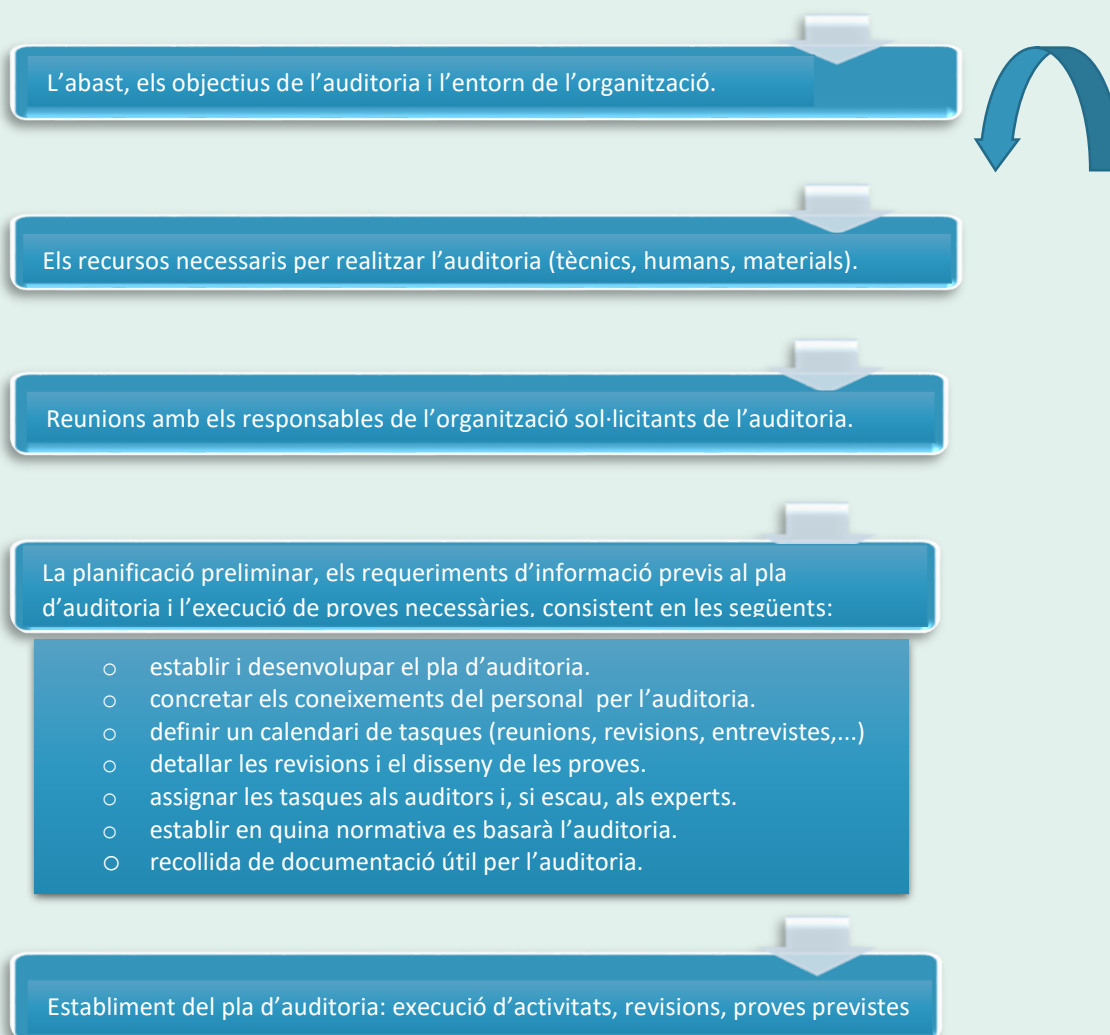 L’abast, els objectius de l’auditoria i l’entorn de l’organització.
Els recursos necessaris per realitzar l’auditoria (tècnics, humans, materials).
Reunions amb els responsables de l’organització sol·licitants de l’auditoria.
La planificació preliminar, els requeriments d’informació previs al pla
d’auditoria i l’execució de proves necessàries, consistent en les següents:
o establir i desenvolupar el pla d’auditoria.
o concretar els coneixements del personal per l’auditoria.
o definir un calendari de tasques (reunions, revisions, entrevistes,...)
o detallar les revisions i el disseny de les proves.
o assignar les tasques als auditors i, si escau, als experts.
o establir en quina normativa es basarà l’auditoria.
o recollida de documentació útil per l’auditoria.
Establiment del pla d’auditoria: execució d’activitats, revisions, proves previstes